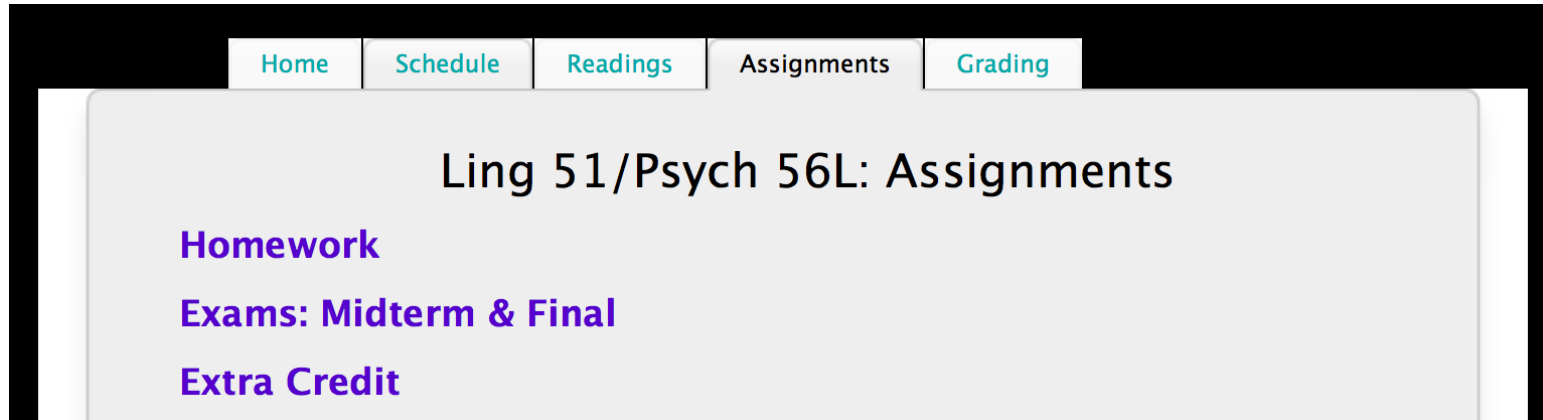 Home Schedule Readings Assignments Grading
Ling 51/Psych 56L: Assignments
Homework
Exams: Midterm & Final
Extra Credit